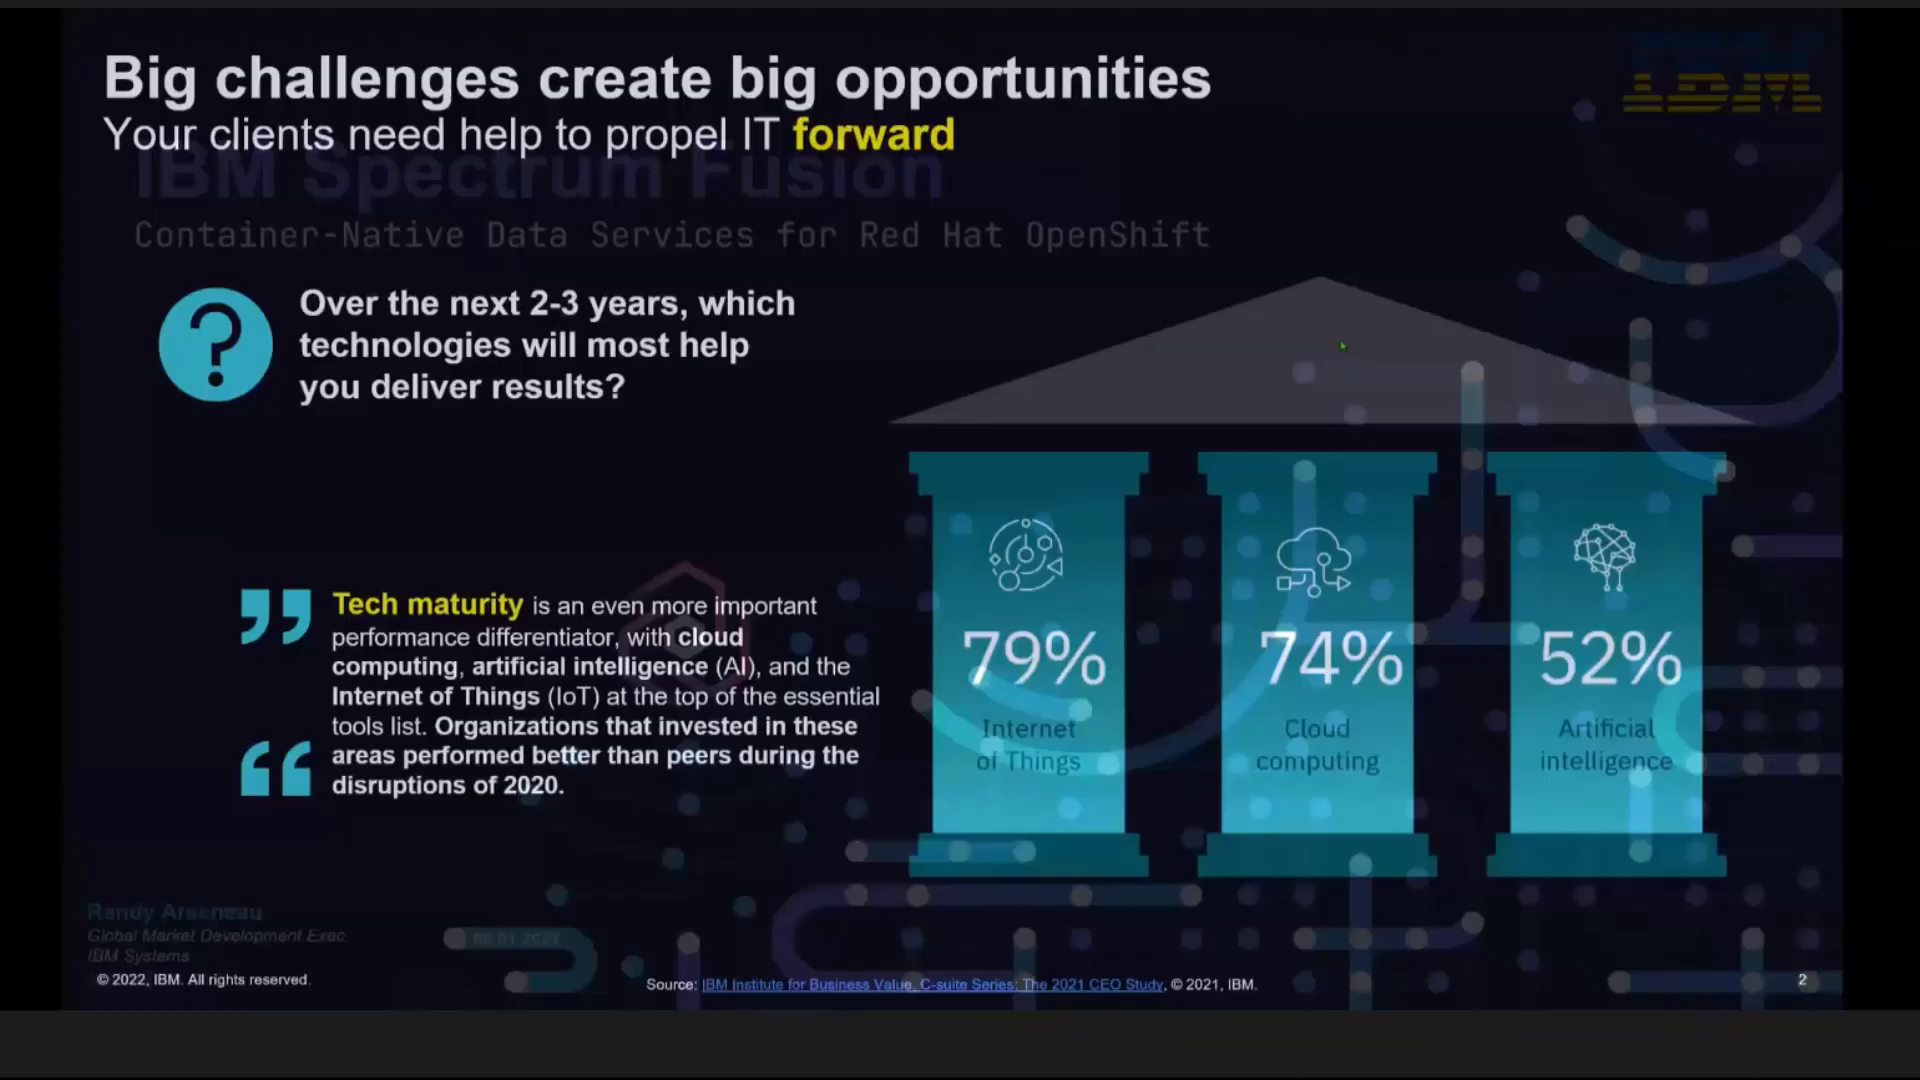 Big challenges create big opportunities
Your clients need help to propel IT forward
IBM
IBM Spectrum Fusion
Container-Native Data Services for Red Hat OpenShift
?
Over the next 2-3 years, which
technologies will most help
you deliver results?
Tech maturity is an even more important
performance differentiator, with cloud
computing, artificial intelligence (AI), and the
Internet of Things (IoT) at the top of the essential
tools list. Organizations that invested in these
areas performed better than peers during the
disruptions of 2020.
79%
Internet
of Things
74%
Cloud
computing
52%
Artificial
intelligence
Randy Arseneau
Global Market Development Exec
IBM Systems
© 2022, IBM. All rights reserved.
Source: IBM Institute for Business Value, C-suite Series: The 2021 CEO Study, © 2021, IBM.
2